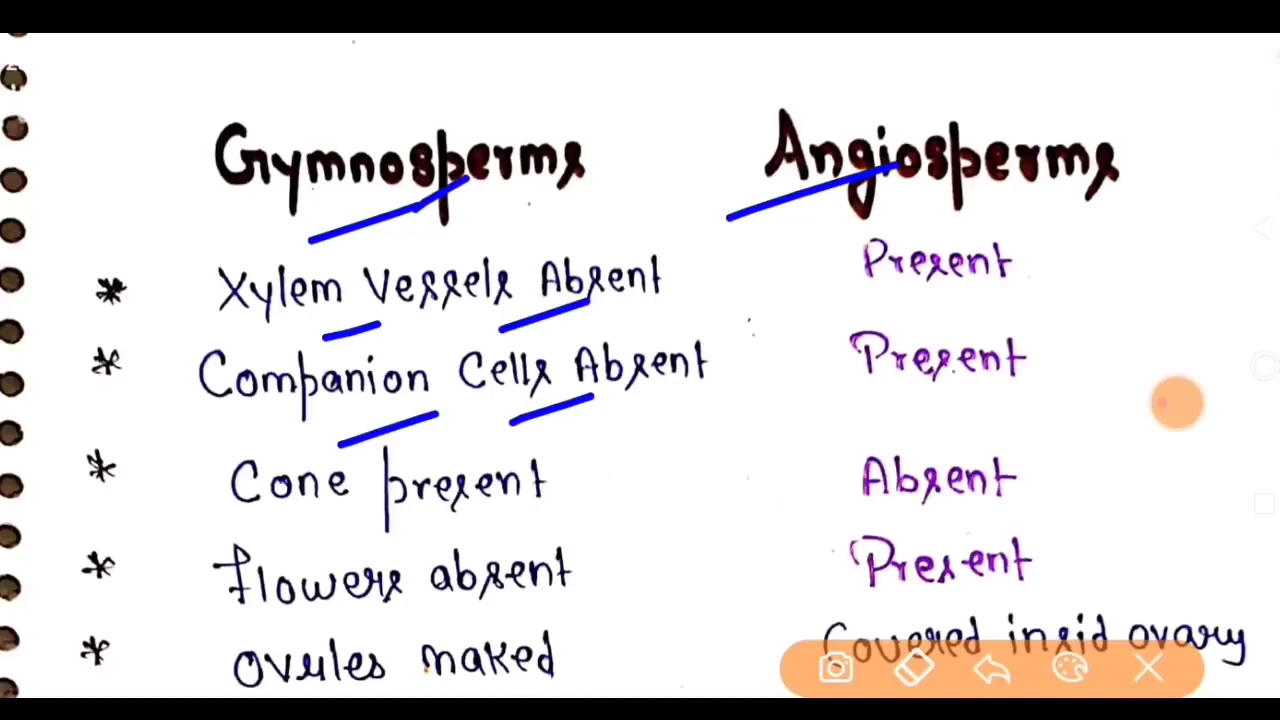 Gymnosperms Angiosperms
* Xylem Vessels Absent Present
* Companion Cells Absent Present
* Cone present Absent
* flowers absent Present
* ovules naked Covered insid ovary